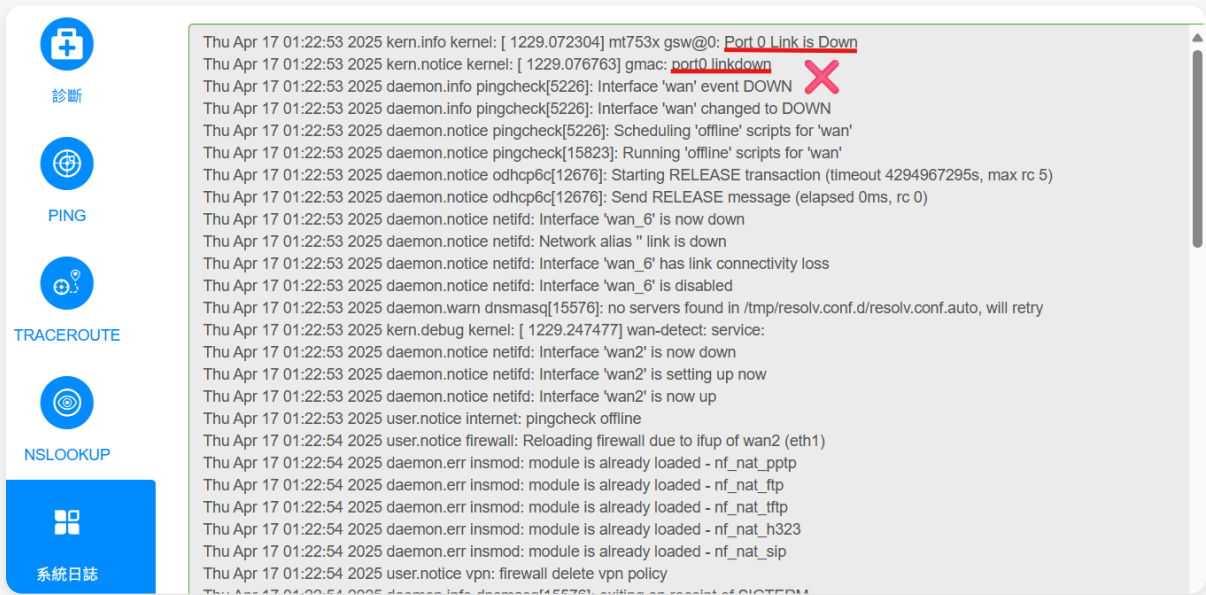 診斷
PING
TRACEROUTE
NSLOOKUP
系統日誌
Thu Apr 17 01:22:53 2025 kern.info kernel: [ 1229.072304] mt753x gsw@0: Port 0 Link is Down
Thu Apr 17 01:22:53 2025 kern.notice kernel: [ 1229.076763] gmac: port0 linkdown
Thu Apr 17 01:22:53 2025 daemon.info pingcheck[5226]: Interface 'wan' event DOWN
Thu Apr 17 01:22:53 2025 daemon.info pingcheck[5226]: Interface 'wan' changed to DOWN
Thu Apr 17 01:22:53 2025 daemon.notice pingcheck[5226]: Scheduling 'offline' scripts for 'wan'
Thu Apr 17 01:22:53 2025 daemon.notice pingcheck[15823]: Running 'offline' scripts for 'wan'
Thu Apr 17 01:22:53 2025 daemon.notice odhcp6c[12676]: Starting RELEASE transaction (timeout 4294967295s, max rc 5)
Thu Apr 17 01:22:53 2025 daemon.notice odhcp6c[12676]: Send RELEASE message (elapsed 0ms, rc 0)
Thu Apr 17 01:22:53 2025 daemon.notice netifd: Interface 'wan_6' is now down
Thu Apr 17 01:22:53 2025 daemon.notice netifd: Network alias '' link is down
Thu Apr 17 01:22:53 2025 daemon.notice netifd: Interface 'wan_6' has link connectivity loss
Thu Apr 17 01:22:53 2025 daemon.notice netifd: Interface 'wan_6' is disabled
Thu Apr 17 01:22:53 2025 daemon.warn dnsmasq[15576]: no servers found in /tmp/resolv.conf.d/resolv.conf.auto, will retry
Thu Apr 17 01:22:53 2025 kern.debug kernel: [ 1229.247477] wan-detect: service:
Thu Apr 17 01:22:53 2025 daemon.notice netifd: Interface 'wan2' is now down
Thu Apr 17 01:22:53 2025 daemon.notice netifd: Interface 'wan2' is setting up now
Thu Apr 17 01:22:53 2025 daemon.notice netifd: Interface 'wan2' is now up
Thu Apr 17 01:22:53 2025 user.notice internet: pingcheck offline
Thu Apr 17 01:22:54 2025 user.notice firewall: Reloading firewall due to ifup of wan2 (eth1)
Thu Apr 17 01:22:54 2025 daemon.err insmod: module is already loaded - nf_nat_pptp
Thu Apr 17 01:22:54 2025 daemon.err insmod: module is already loaded - nf_nat_ftp
Thu Apr 17 01:22:54 2025 daemon.err insmod: module is already loaded - nf_nat_tftp
Thu Apr 17 01:22:54 2025 daemon.err insmod: module is already loaded - nf_nat_h323
Thu Apr 17 01:22:54 2025 daemon.err insmod: module is already loaded - nf_nat_sip
Thu Apr 17 01:22:54 2025 user.notice vpn: firewall delete vpn policy
Thu Apr 17 01:22:54 2025 daemon.info dnsmasq[15576]: exiting on receipt of SIGTERM